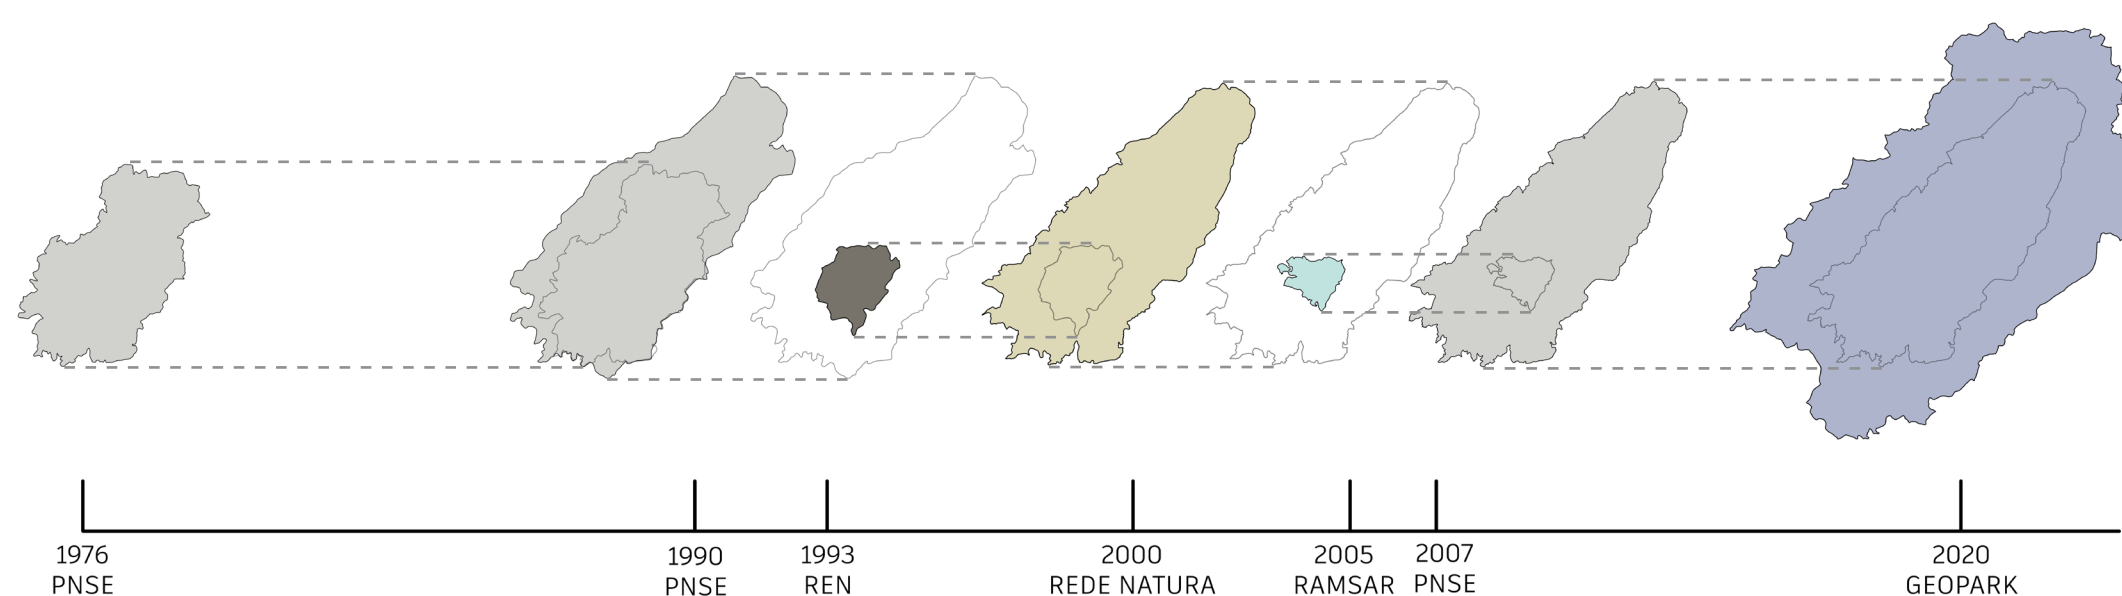 1976
PNSE
1990
PNSE
1993
REN
2000
REDE NATURA
2005
RAMSAR
2007
PNSE
2020
GEOPARK